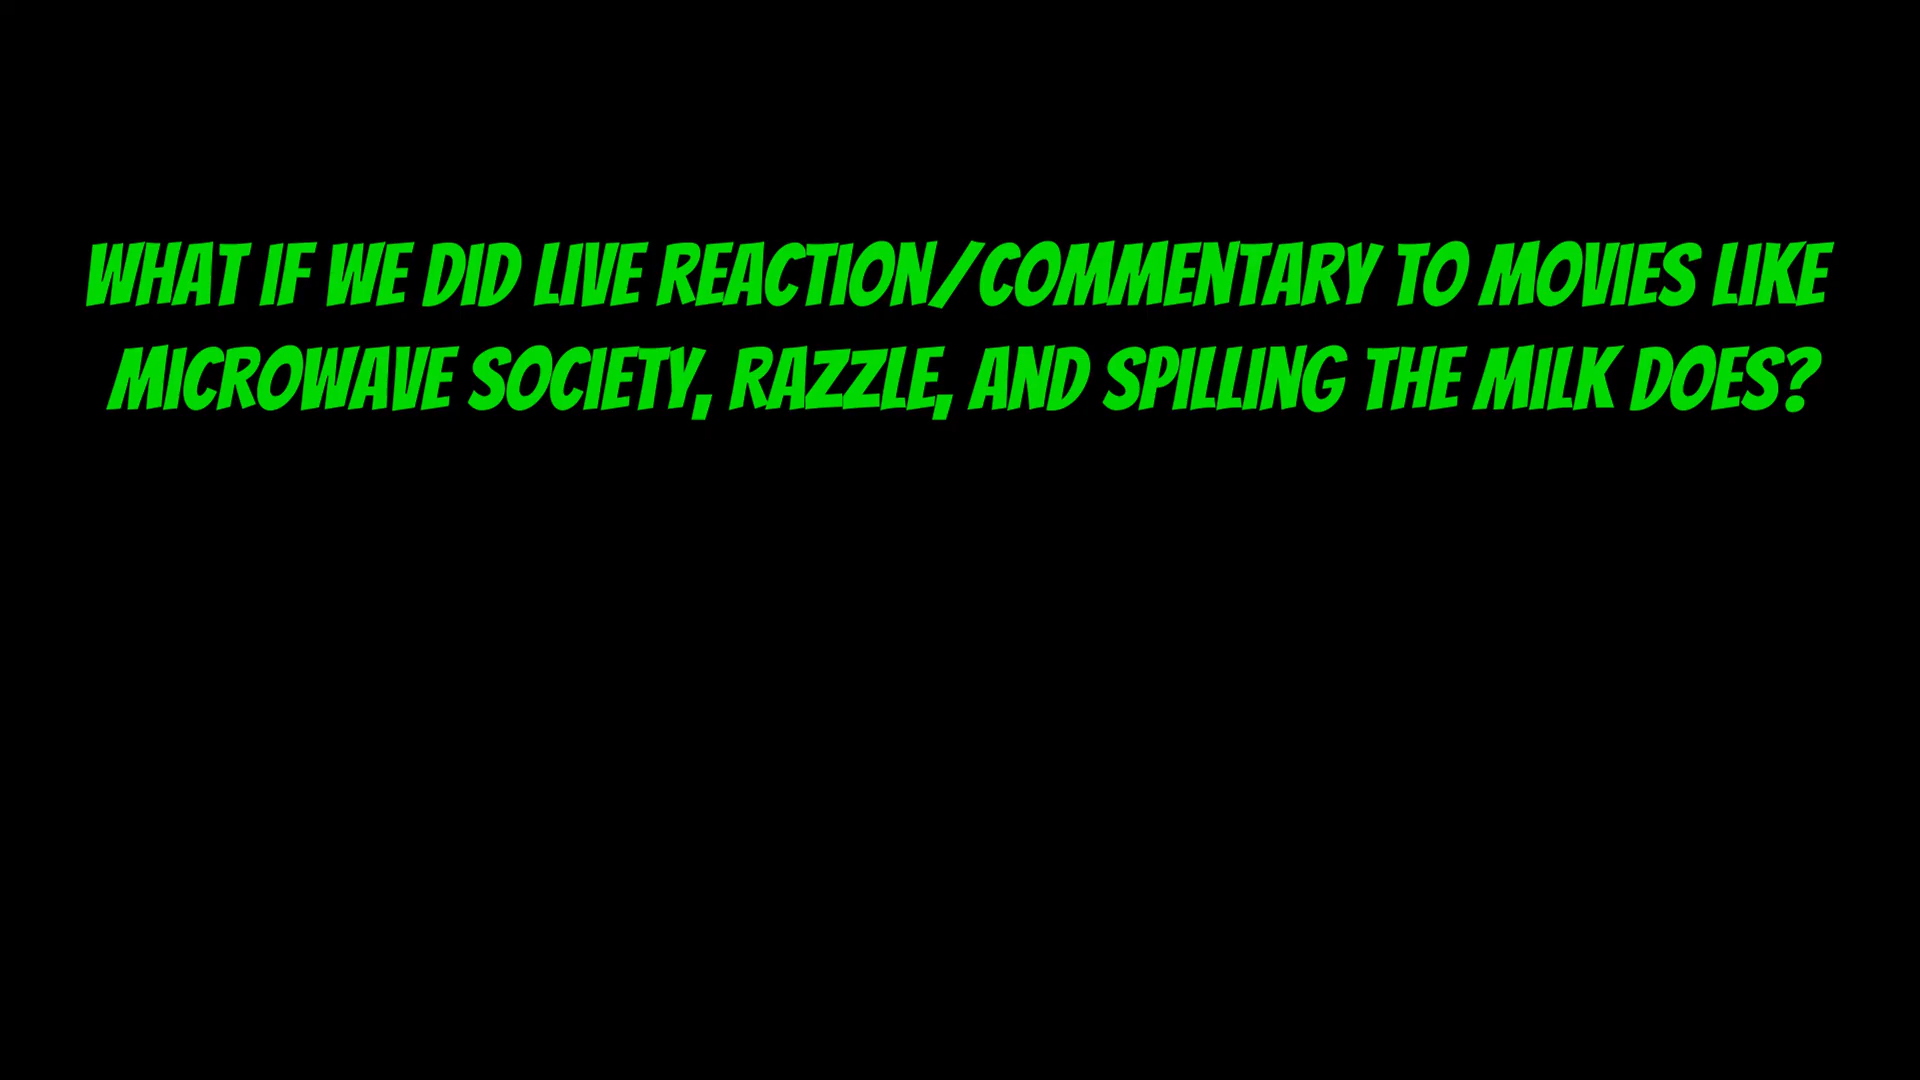 WHAT IF WE DID LIVE REACTION/COMMENTARY TO MOVIES LIKE
MICROWAVE SOCIETY, RAZZLE, AND SPILLING THE MILK DOES?